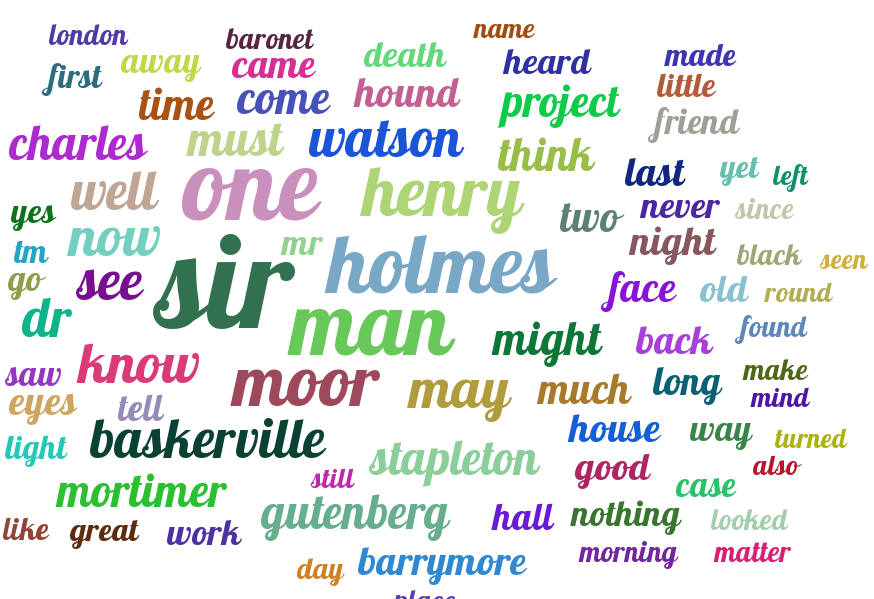 london
baronet
name
first
away
came
death
heard
made
time
come
hound
project
little
charles
must
watson
think
friend
well
one
henry
last
yet
left
yes
now
mr
two
never
since
tm
see
sir
holmes
night
black
seen
go
face
old
round
dr
man
might
back
found
saw
know
moor
may
much
long
make
eyes
tell
mind
light
baskerville
house
way
turned
stapleton
good
also
still
case
mortimer
gutenberg
hall
nothing
looked
like
great
work
day
barrymore
morning
matter
place